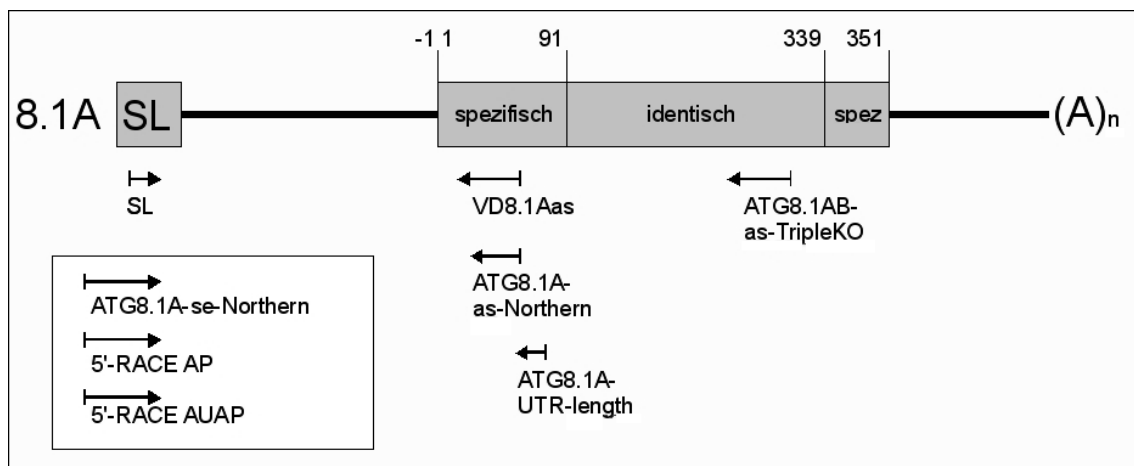 -1 1 91 339 351
8.1A SL spezifisch identisch spez (A)n
SL
VD8.1Aas
ATG8.1AB-
as-TripleKO
ATG8.1A-
as-Northern
ATG8.1A-
UTR-length
ATG8.1A-se-Northern
5'-RACE AP
5'-RACE AUAP